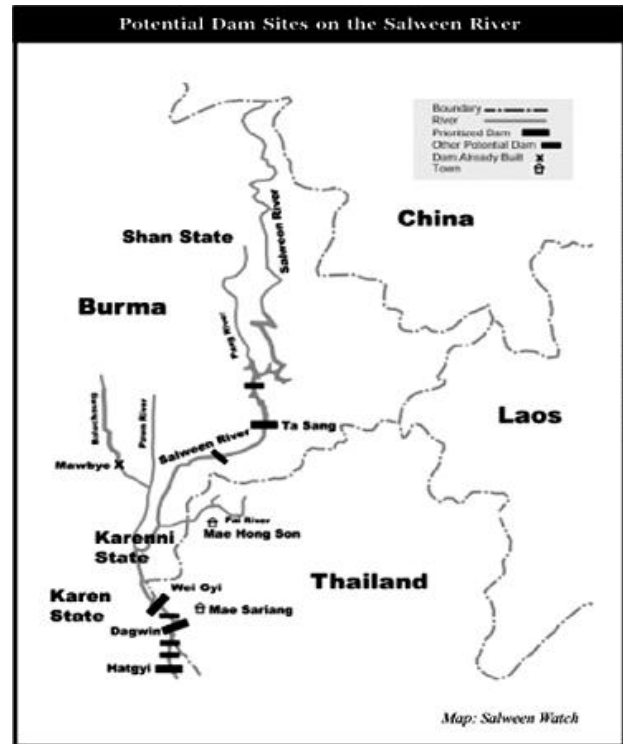 Potential Dam Sites on the Salween River
Boundary
River
Prioritized Dam
Other Potential Dam
Dam Already Built
Town
China
Shan State
Salween River
Burma
Pang River
Laos
Baluchaung
Pawn River
Ta Sang
Salween River
Mawbye
Pai River
Mae Hong Son
Karenni
State
Thailand
Wei Gyi
Karen
State
Mae Sariang
Dagwin
Hatgyi
Map: Salween Watch